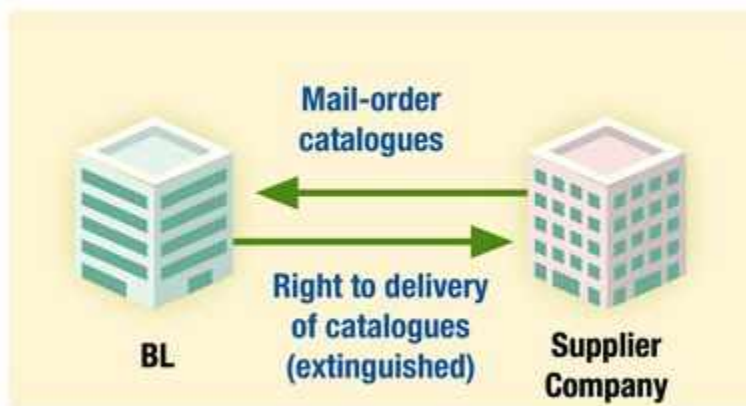 Mail-order
catalogues
Right to delivery
of catalogues
(extinguished)
BL
Supplier
Company